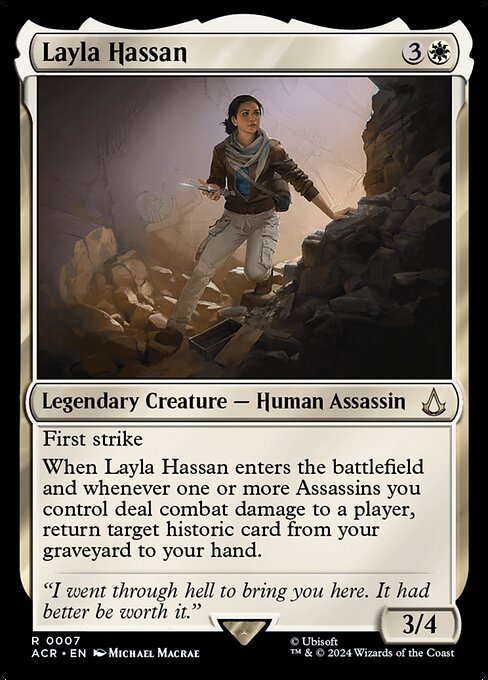 Layla Hassan 3
Legendary Creature — Human Assassin
First strike
When Layla Hassan enters the battlefield
and whenever one or more Assassins you
control deal combat damage to a player,
return target historic card from your
graveyard to your hand.
“I went through hell to bring you here. It had
better be worth it.”
3/4
R 0007
ACR • EN Michael Macrae
© Ubisoft
™ & © 2024 Wizards of the Coast